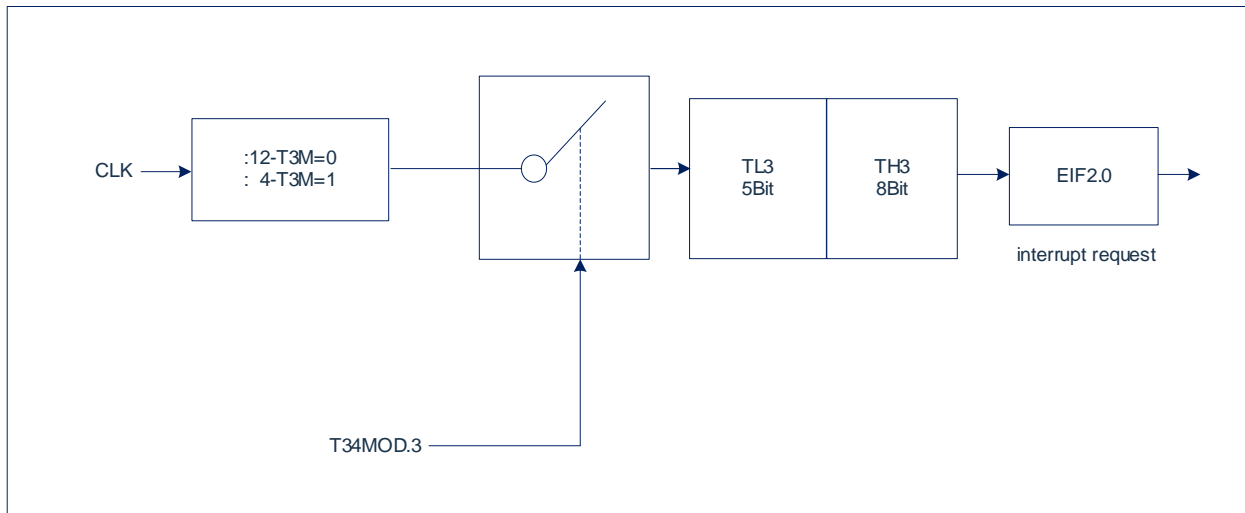 CLK
:12-T3M=0
: 4-T3M=1
TL3
5Bit
TH3
8Bit
EIF2.0
interrupt request
T34MOD.3